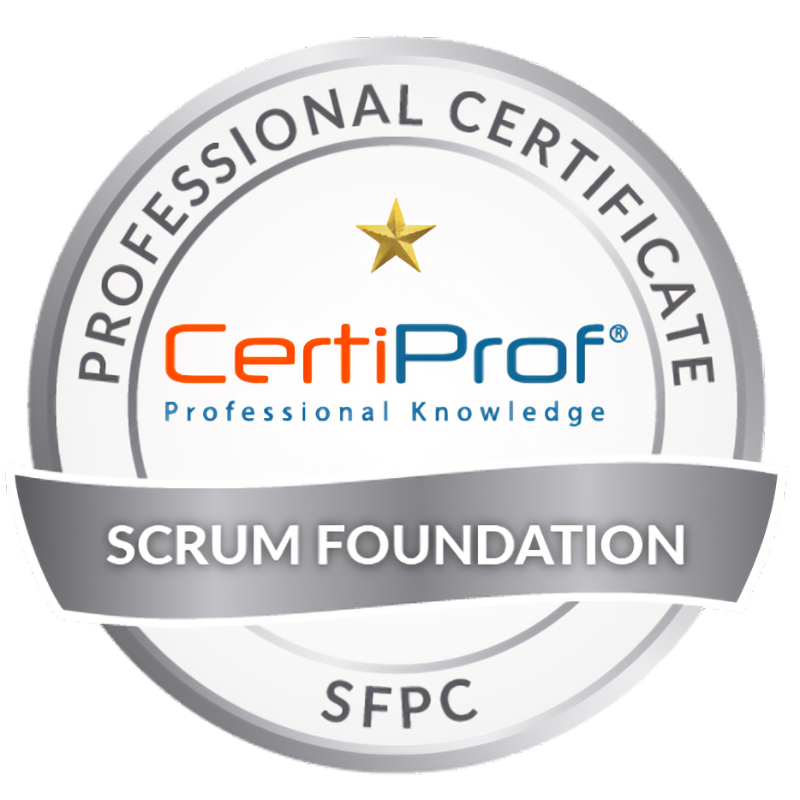 PROFESSIONAL CERTIFICATE
CertiProf®
Professional Knowledge
SCRUM FOUNDATION
SFPC